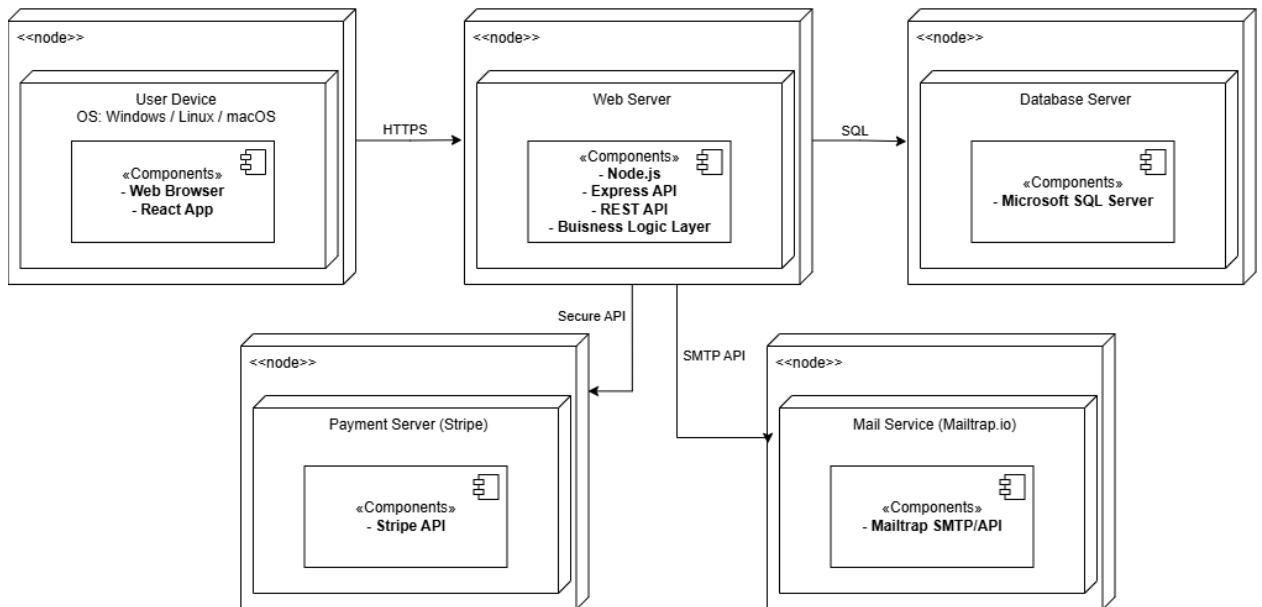 <<node>>
User Device
OS: Windows / Linux / macOS
«Components»
- Web Browser
- React App
HTTPS
<<node>>
Web Server
«Components»
- Node.js
- Express API
- REST API
- Buisness Logic Layer
SQL
<<node>>
Database Server
«Components»
- Microsoft SQL Server
Secure API
SMTP API
<<node>>
Payment Server (Stripe)
«Components»
- Stripe API
<<node>>
Mail Service (Mailtrap.io)
«Components»
- Mailtrap SMTP/API